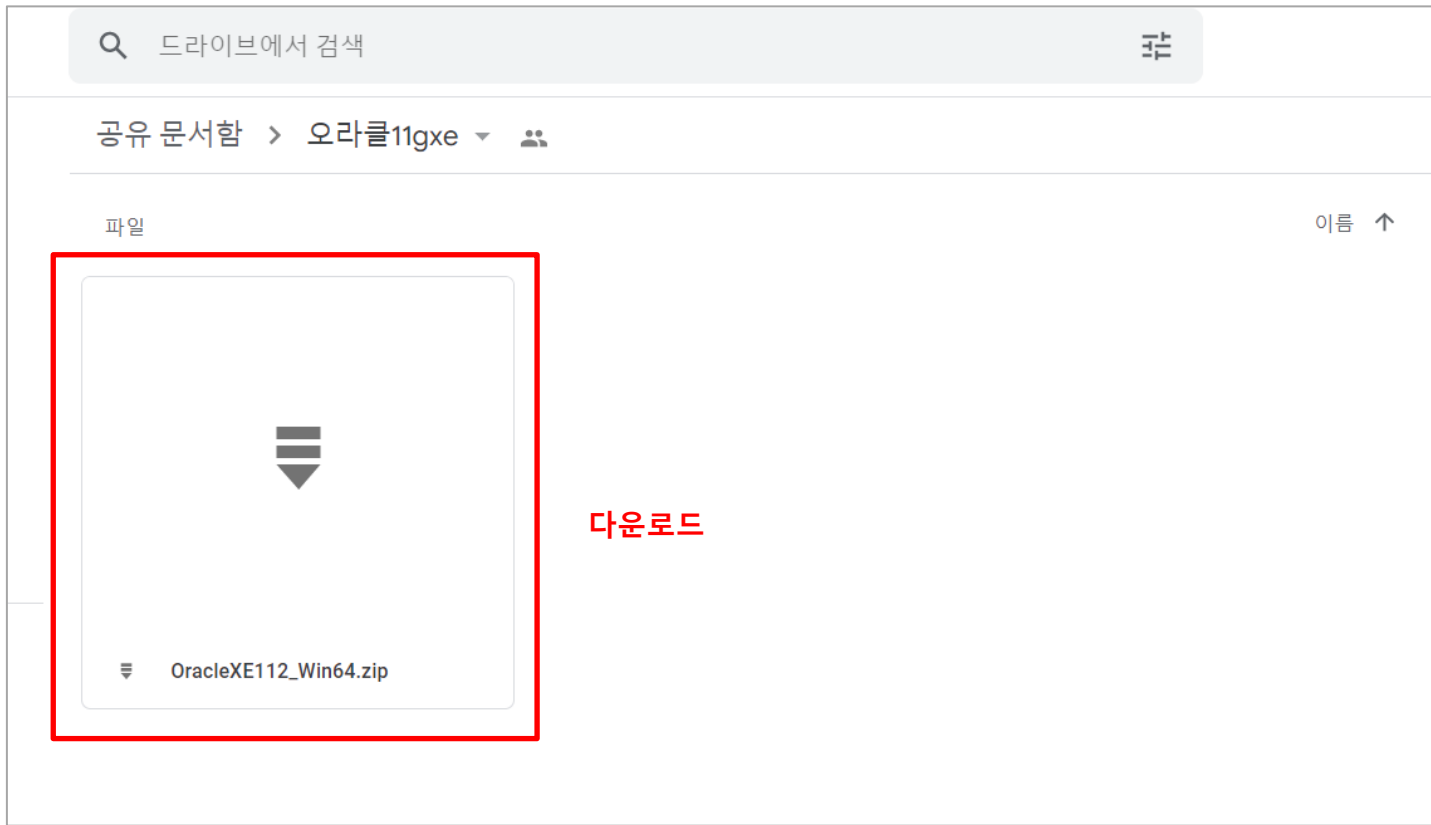 드라이브에서 검색
공유 문서함 > 오라클11gxe
파일
이름
다운로드
OracleXE112_Win64.zip